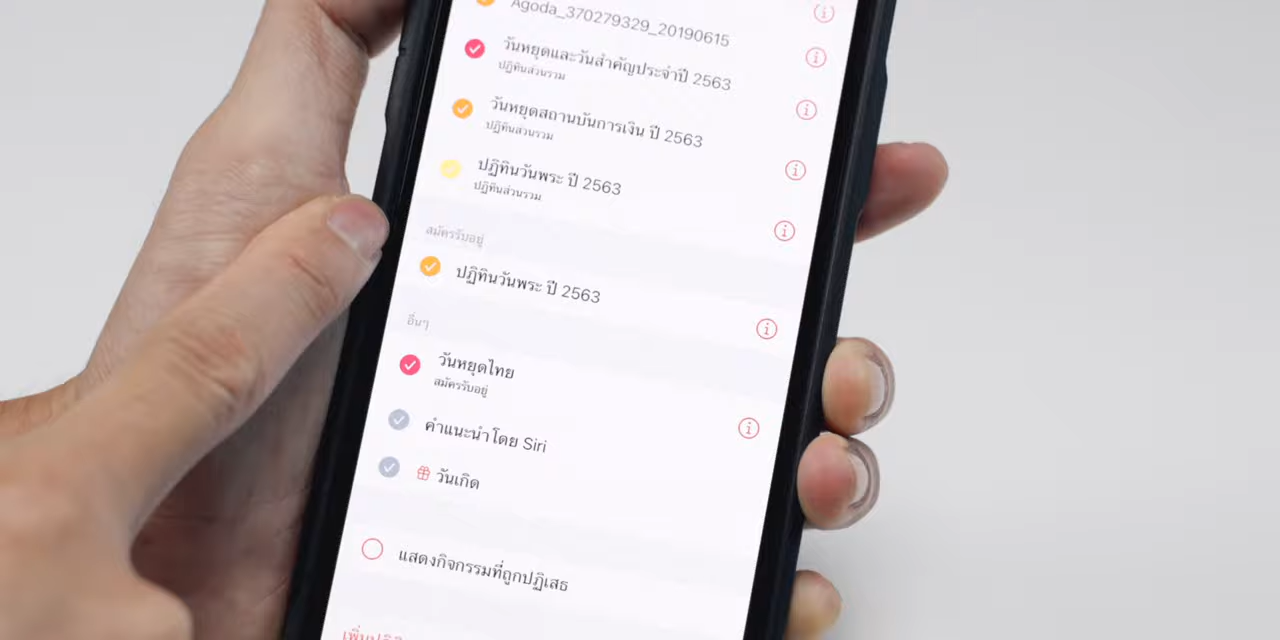 Agoda_370279329_20190615
วันหยุดและวันสำคัญประจำปี 2563
ปฏิทินส่วนรวม
วันหยุดสถาบันการเงิน ปี 2563
ปฏิทินส่วนรวม
ปฏิทินวันพระ ปี 2563
ปฏิทินส่วนรวม
สมัครรับอยู่
ปฏิทินวันพระ ปี 2563
อื่นๆ
วันหยุดไทย
สมัครรับอยู่
คำแนะนำโดย Siri
วันเกิด
แสดงกิจกรรมที่ถูกปฏิเสธ